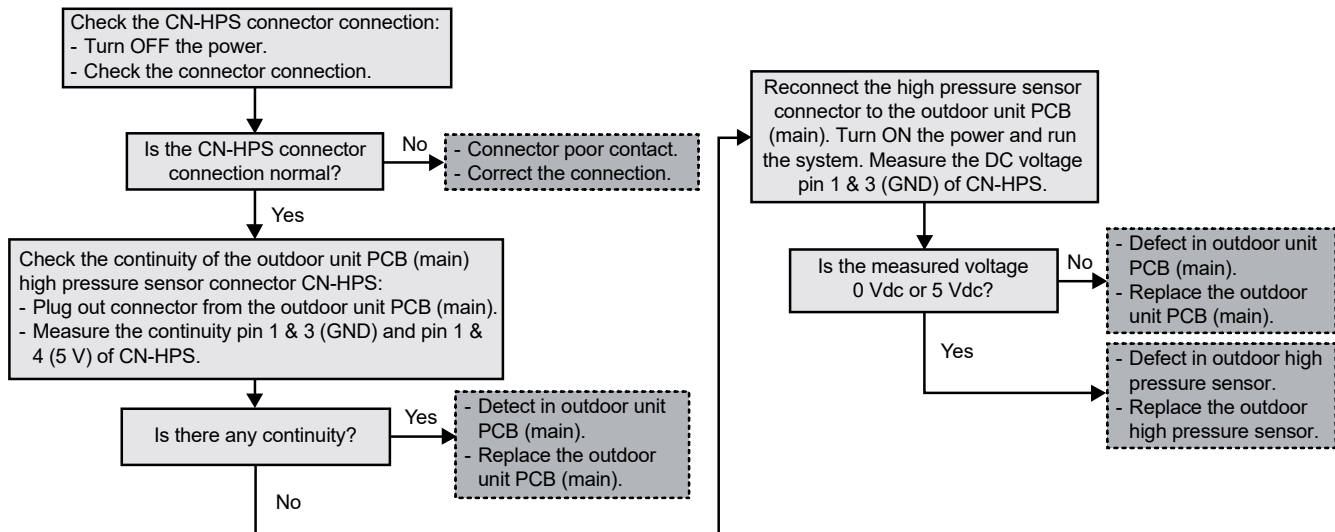 Check the CN-HPS connector connection:
- Turn OFF the power.
- Check the connector connection.
Is the CN-HPS connector
connection normal?
No
- Connector poor contact.
- Correct the connection.
Yes
Check the continuity of the outdoor unit PCB (main)
high pressure sensor connector CN-HPS:
- Plug out connector from the outdoor unit PCB (main).
- Measure the continuity pin 1 & 3 (GND) and pin 1 &
4 (5 V) of CN-HPS.
Is there any continuity?
Yes
- Detect in outdoor unit
PCB (main).
- Replace the outdoor
unit PCB (main).
No
Reconnect the high pressure sensor
connector to the outdoor unit PCB
(main). Turn ON the power and run
the system. Measure the DC voltage
pin 1 & 3 (GND) of CN-HPS.
Is the measured voltage
0 Vdc or 5 Vdc?
No
- Defect in outdoor unit
PCB (main).
- Replace the outdoor
unit PCB (main).
Yes
- Defect in outdoor high
pressure sensor.
- Replace the outdoor
high pressure sensor.